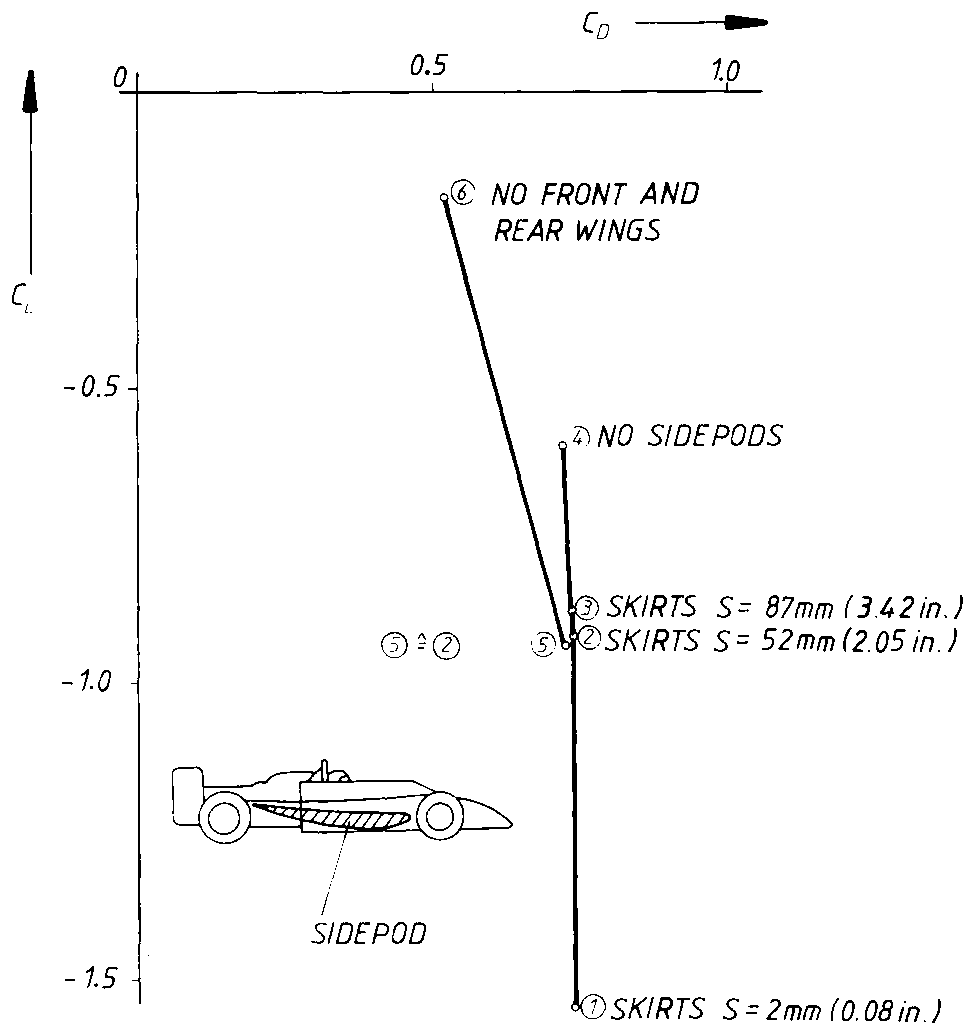 C_D
0 0.5 1.0
⑥ NO FRONT AND
REAR WINGS
C_L
-0.5
④ NO SIDEPODS
③ SKIRTS S = 87mm (3.42 in.)
⑤ ≙ ② ⑤ ② SKIRTS S = 52mm (2.05 in.)
-1.0
SIDEPOD
-1.5
① SKIRTS S = 2mm (0.08 in.)